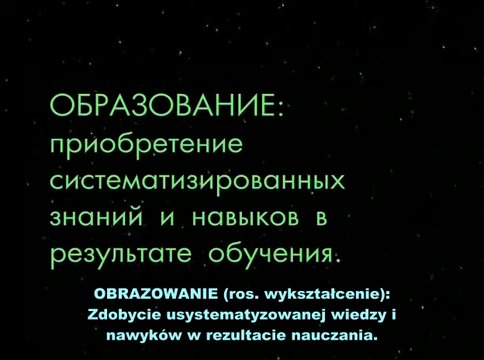 ОБРАЗОВАНИЕ:
приобретение
систематизированных
знаний и навыков в
результате обучения.
OBRAZOWANIE (ros. wykształcenie):
Zdobycie usystematyzowanej wiedzy i
nawyków w rezultacie nauczania.